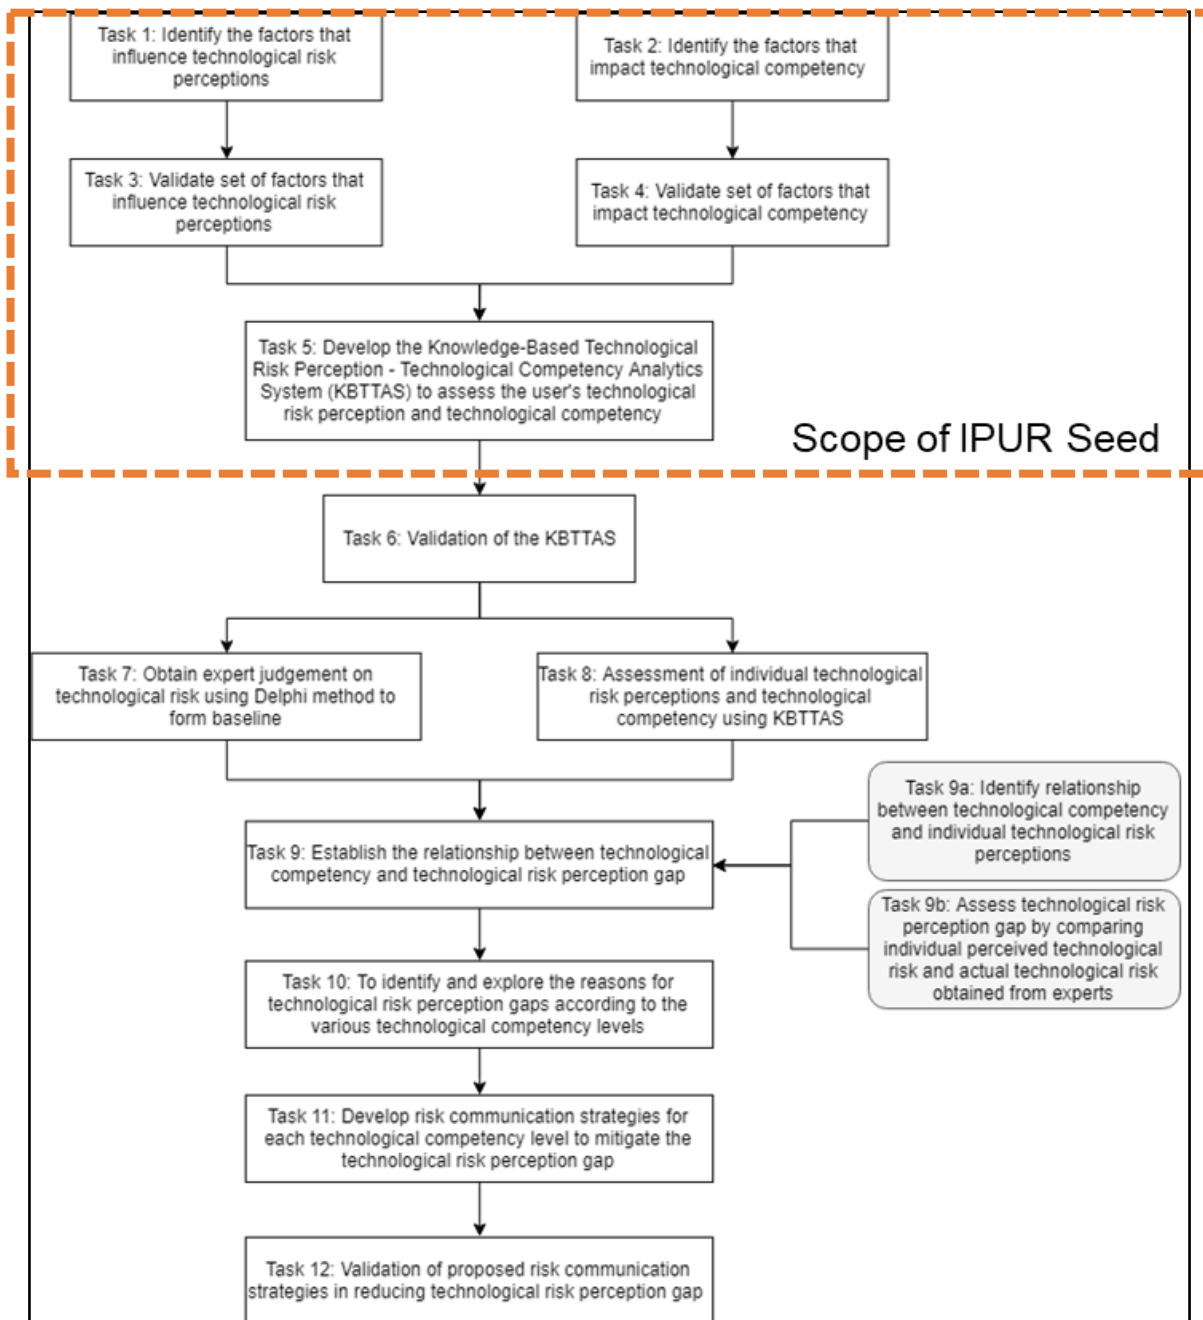 Task 1: Identify the factors that
influence technological risk
perceptions
Task 2: Identify the factors that
impact technological competency
Task 3: Validate set of factors that
influence technological risk
perceptions
Task 4: Validate set of factors that
impact technological competency
Task 5: Develop the Knowledge-Based Technological
Risk Perception - Technological Competency Analytics
System (KBTTAS) to assess the user's technological
risk perception and technological competency
Scope of IPUR Seed
Task 6: Validation of the KBTTAS
Task 7: Obtain expert judgement on
technological risk using Delphi method to
form baseline
Task 8: Assessment of individual technological
risk perceptions and technological
competency using KBTTAS
Task 9: Establish the relationship between technological
competency and technological risk perception gap
Task 9a: Identify relationship
between technological competency
and individual technological risk
perceptions
Task 9b: Assess technological risk
perception gap by comparing
individual perceived technological
risk and actual technological risk
obtained from experts
Task 10: To identify and explore the reasons for
technological risk perception gaps according to the
various technological competency levels
Task 11: Develop risk communication strategies for
each technological competency level to mitigate the
technological risk perception gap
Task 12: Validation of proposed risk communication
strategies in reducing technological risk perception gap